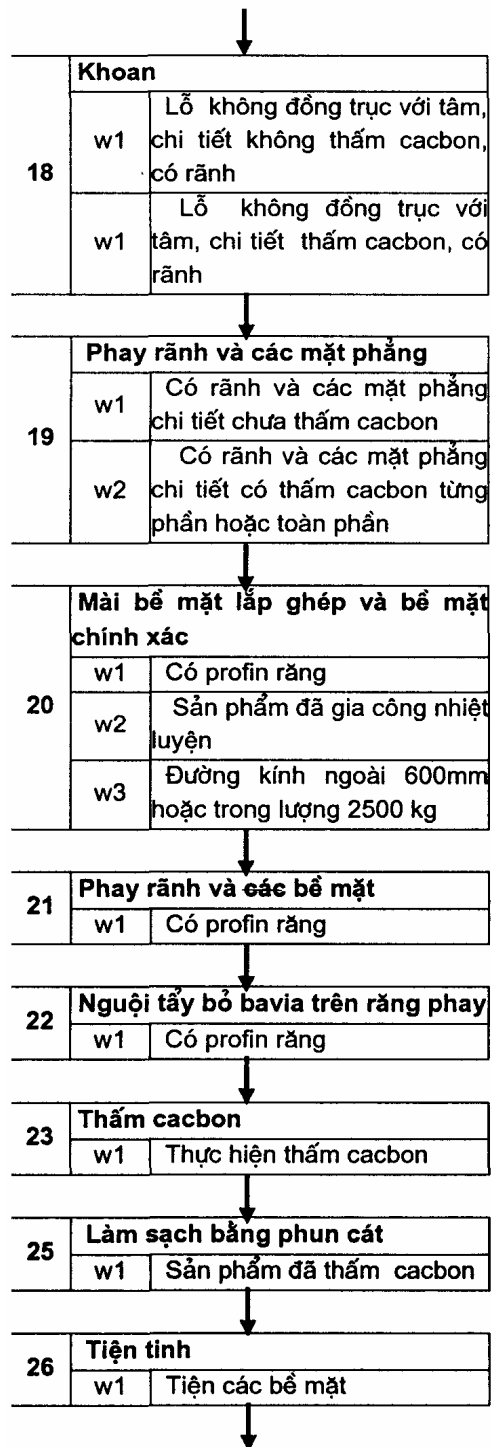 Khoan
18
w1
Lỗ không đồng trục với tâm,
chi tiết không thấm cacbon,
có rãnh
w1
Lỗ không đồng trục với
tâm, chi tiết thấm cacbon, có
rãnh
Phay rãnh và các mặt phẳng
19
w1
Có rãnh và các mặt phẳng
chi tiết chưa thấm cacbon
w2
Có rãnh và các mặt phẳng
chi tiết có thấm cacbon từng
phần hoặc toàn phần
Mài bề mặt lắp ghép và bề mặt
chính xác
20
w1
Có profin răng
w2
Sản phẩm đã gia công nhiệt
luyện
w3
Đường kính ngoài 600mm
hoặc trong lượng 2500 kg
21
Phay rãnh và các bề mặt
w1
Có profin răng
22
Nguội tẩy bỏ bavia trên răng phay
w1
Có profin răng
23
Thấm cacbon
w1
Thực hiện thấm cacbon
25
Làm sạch bằng phun cát
w1
Sản phẩm đã thấm cacbon
26
Tiện tinh
w1
Tiện các bề mặt